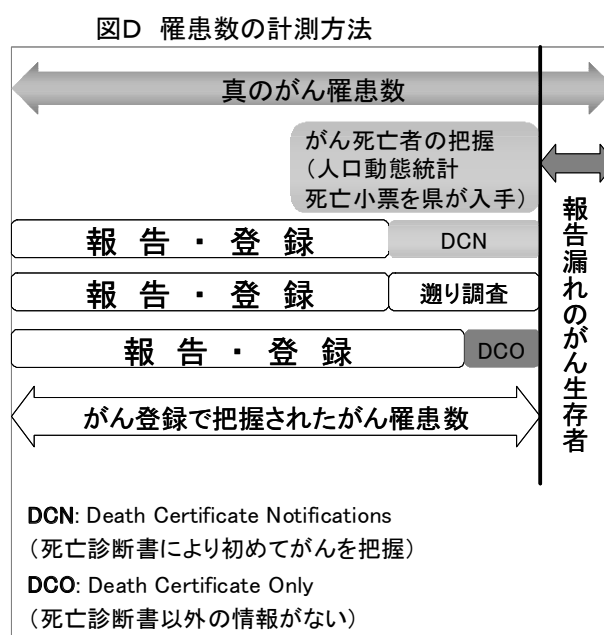 図D 罹患数の計測方法
真のがん罹患数
がん死亡者の把握
（人口動態統計
死亡小票を県が入手）
報告漏れのがん生存者
報告・登録
DCN
報告・登録
遡り調査
報告・登録
DCO
がん登録で把握されたがん罹患数
DCN: Death Certificate Notifications
（死亡診断書により初めてがんを把握）
DCO: Death Certificate Only
（死亡診断書以外の情報がない）